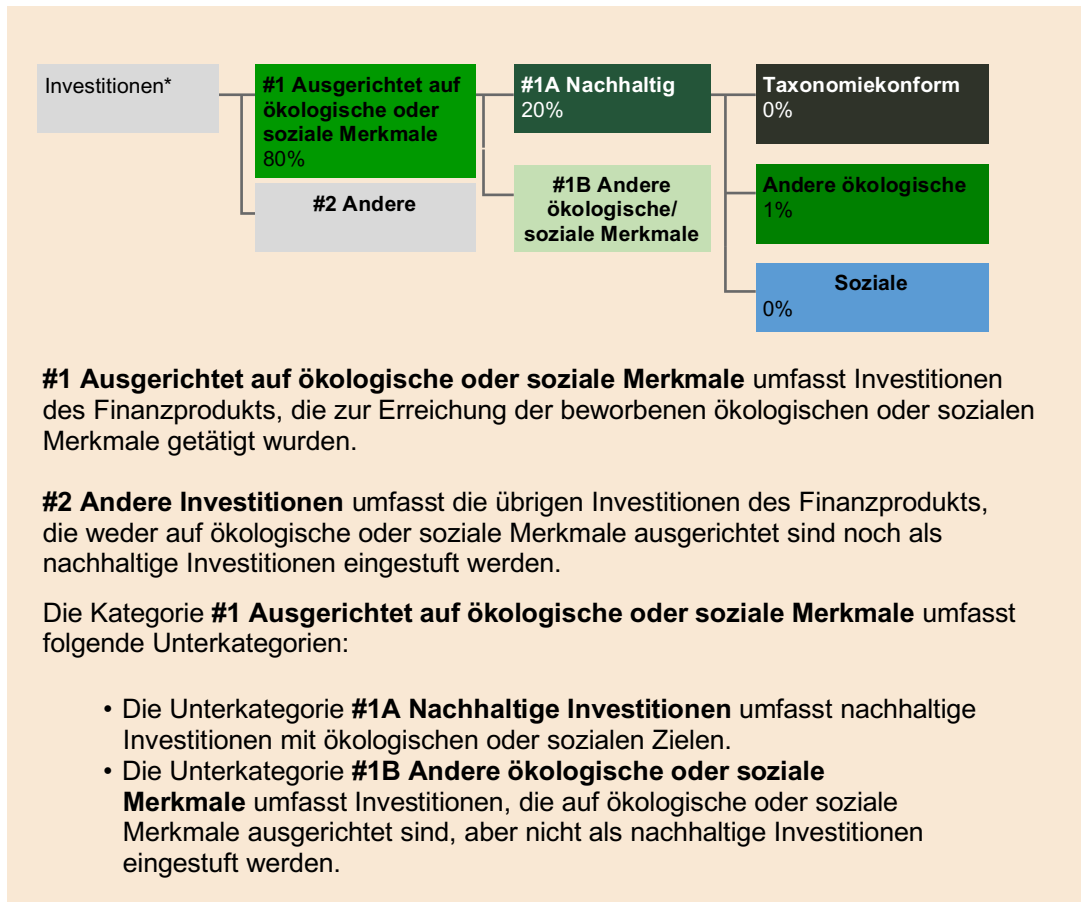 Investitionen*
#1 Ausgerichtet auf
ökologische oder
soziale Merkmale
80%
#2 Andere
#1A Nachhaltig
20%
#1B Andere
ökologische/
soziale Merkmale
Taxonomiekonform
0%
Andere ökologische
1%
Soziale
0%
#1 Ausgerichtet auf ökologische oder soziale Merkmale umfasst Investitionen
des Finanzprodukts, die zur Erreichung der beworbenen ökologischen oder sozialen
Merkmale getätigt wurden.
#2 Andere Investitionen umfasst die übrigen Investitionen des Finanzprodukts,
die weder auf ökologische oder soziale Merkmale ausgerichtet sind noch als
nachhaltige Investitionen eingestuft werden.
Die Kategorie #1 Ausgerichtet auf ökologische oder soziale Merkmale umfasst
folgende Unterkategorien:
• Die Unterkategorie #1A Nachhaltige Investitionen umfasst nachhaltige
Investitionen mit ökologischen oder sozialen Zielen.
• Die Unterkategorie #1B Andere ökologische oder soziale
Merkmale umfasst Investitionen, die auf ökologische oder soziale
Merkmale ausgerichtet sind, aber nicht als nachhaltige Investitionen
eingestuft werden.